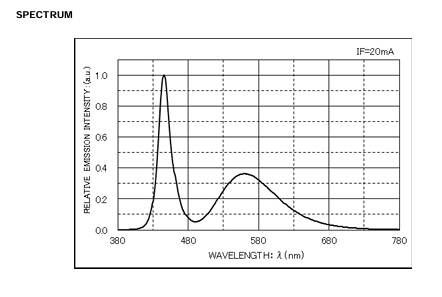 SPECTRUM
IF=20mA
RELATIVE EMISSION INTENSITY: (a.u.)
1.0
0.8
0.6
0.4
0.2
0.0
380 480 580 680 780
WAVELENGTH: λ (nm)